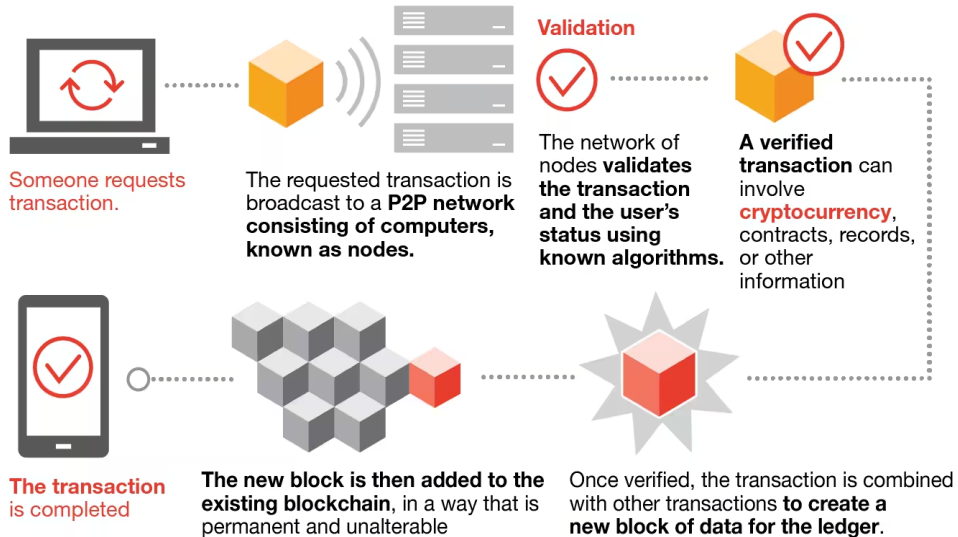 Someone requests
transaction.
The requested transaction is
broadcast to a P2P network
consisting of computers,
known as nodes.
Validation
The network of
nodes validates
the transaction
and the user's
status using
known algorithms.
A verified
transaction can
involve
cryptocurrency,
contracts, records,
or other
information
Once verified, the transaction is combined
with other transactions to create a
new block of data for the ledger.
The new block is then added to the
existing blockchain, in a way that is
permanent and unalterable
The transaction
is completed